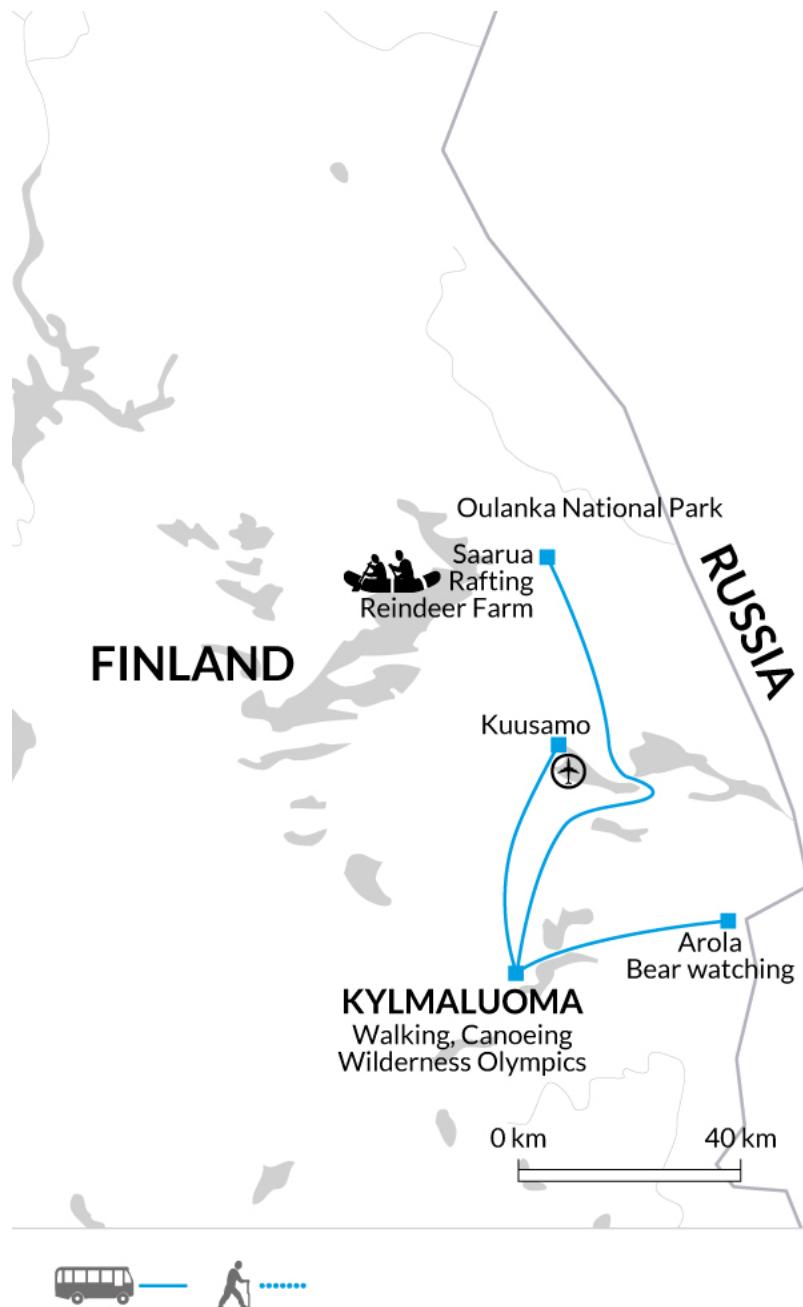 Oulanka National Park
Saarua
Rafting
Reindeer Farm
RUSSIA
FINLAND
Kuusamo
Arola
Bear watching
KYLMALUOMA
Walking, Canoeing
Wilderness Olympics
0 km 40 km